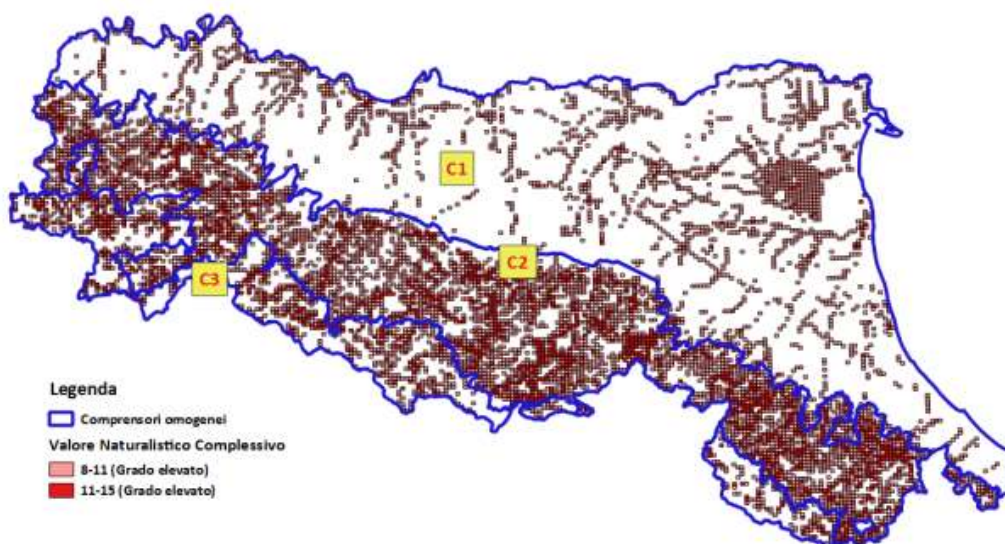 C1
C2
C3
Legenda
Comprensori omogenei
Valore Naturalistico Complessivo
8-11 (Grado elevato)
11-15 (Grado elevato)